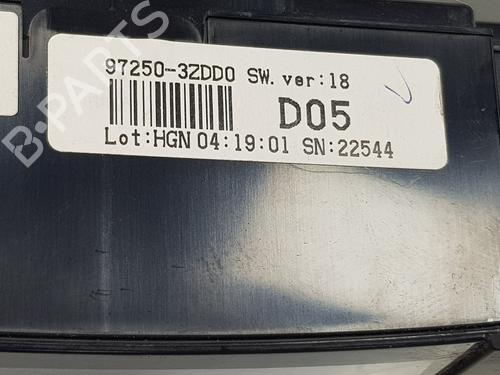 97250-3ZDD0 SW. ver:18
D05
Lot:HGN 04:19:01 SN:22544
B-PARTS